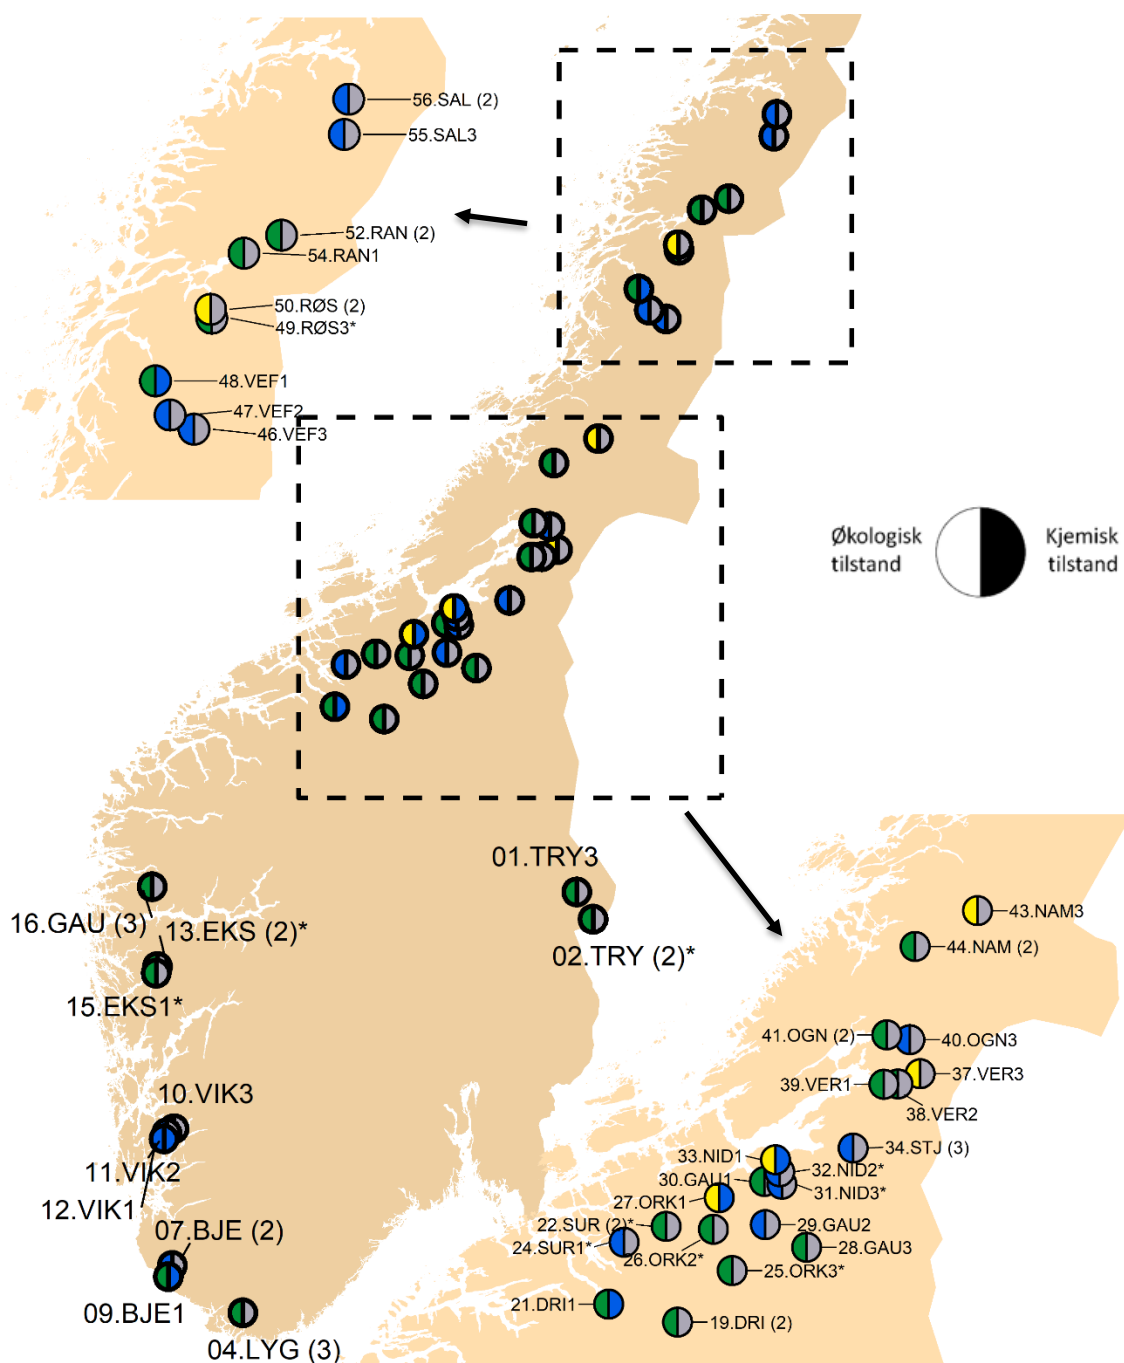 56.SAL (2)
55.SAL3
52.RAN (2)
54.RAN1
50.RØS (2)
49.RØS3*
48.VEF1
47.VEF2
46.VEF3
Økologisk
tilstand
Kjemisk
tilstand
01.TRY3
02.TRY (2)*
16.GAU (3)
13.EKS (2)*
15.EKS1*
10.VIK3
11.VIK2
12.VIK1
07.BJE (2)
09.BJE1
04.LYG (3)
43.NAM3
44.NAM (2)
41.OGN (2)
40.OGN3
37.VER3
39.VER1
38.VER2
34.STJ (3)
33.NID1
32.NID2*
30.GAU1
31.NID3*
27.ORK1
22.SUR (2)*
29.GAU2
24.SUR1*
26.ORK2*
28.GAU3
25.ORK3*
21.DRI1
19.DRI (2)